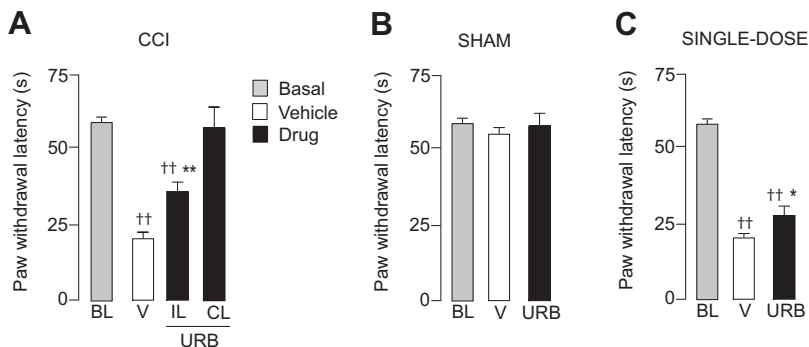 A
CCI
Paw withdrawal latency (s)
75
50
25
0
††
†† **
BL V IL CL
URB
Basal
Vehicle
Drug
B
SHAM
Paw withdrawal latency (s)
75
50
25
0
BL V URB
C
SINGLE-DOSE
Paw withdrawal latency (s)
75
50
25
0
††
†† *
BL V URB